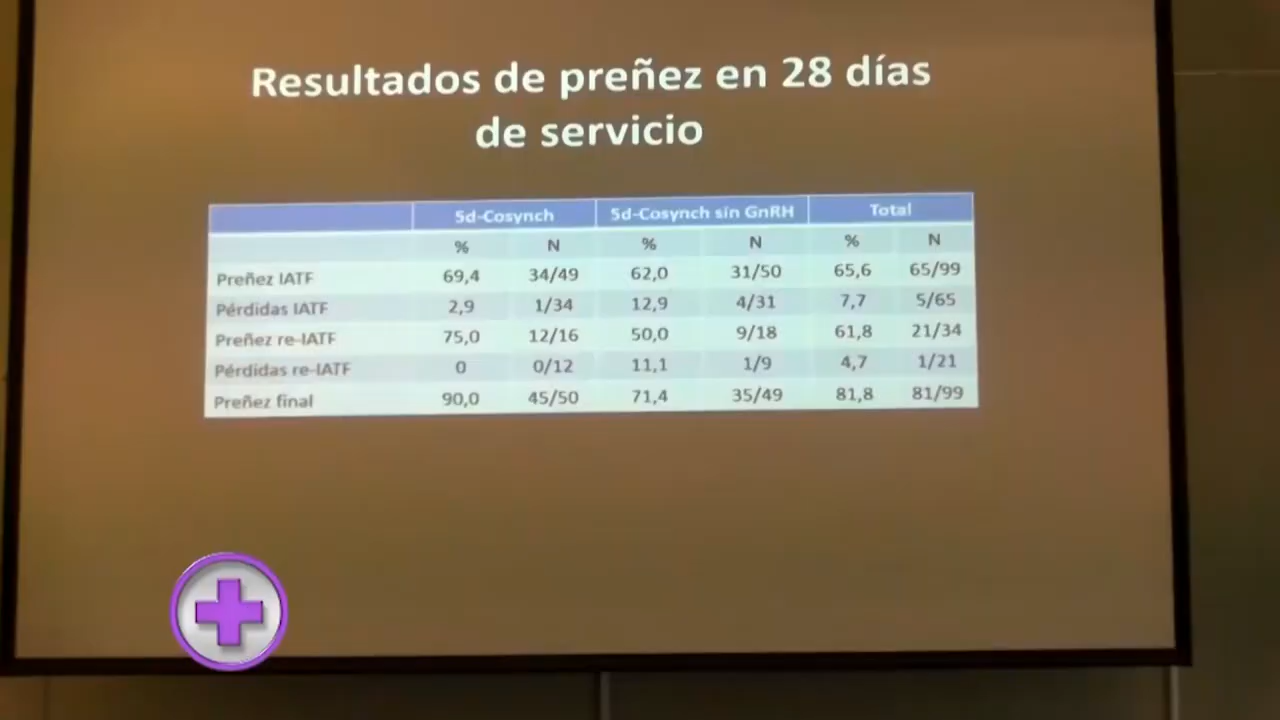 Resultados de preñez en 28 días
de servicio
5d-Cosynch 5d-Cosynch sin GnRH Total
% N % N % N
Preñez IATF 69,4 34/49 62,0 31/50 65,6 65/99
Pérdidas IATF 2,9 1/34 12,9 4/31 7,7 5/65
Preñez re-IATF 75,0 12/16 50,0 9/18 61,8 21/34
Pérdidas re-IATF 0 0/12 11,1 1/9 4,7 1/21
Preñez final 90,0 45/50 71,4 35/49 81,8 81/99